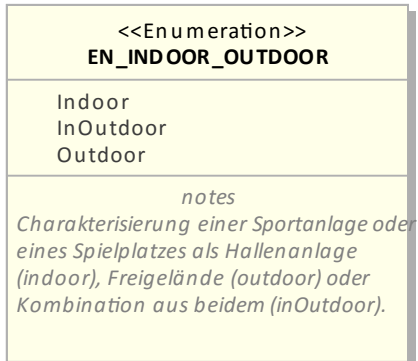 <<Enumeration>>
EN_INDOOR_OUTDOOR
Indoor
InOutdoor
Outdoor
notes
Charakterisierung einer Sportanlage oder
eines Spielplatzes als Hallenanlage
(indoor), Freigelände (outdoor) oder
Kombination aus beidem (inOutdoor).